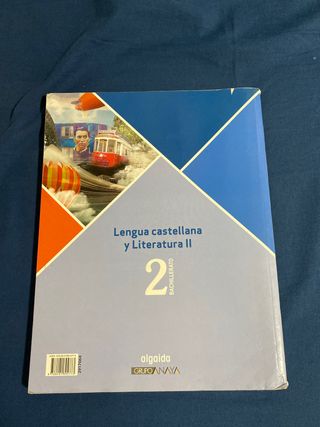 Lengua castellana
y Literatura II
2
BACHILLERATO
algaida
GRUPO ANAYA